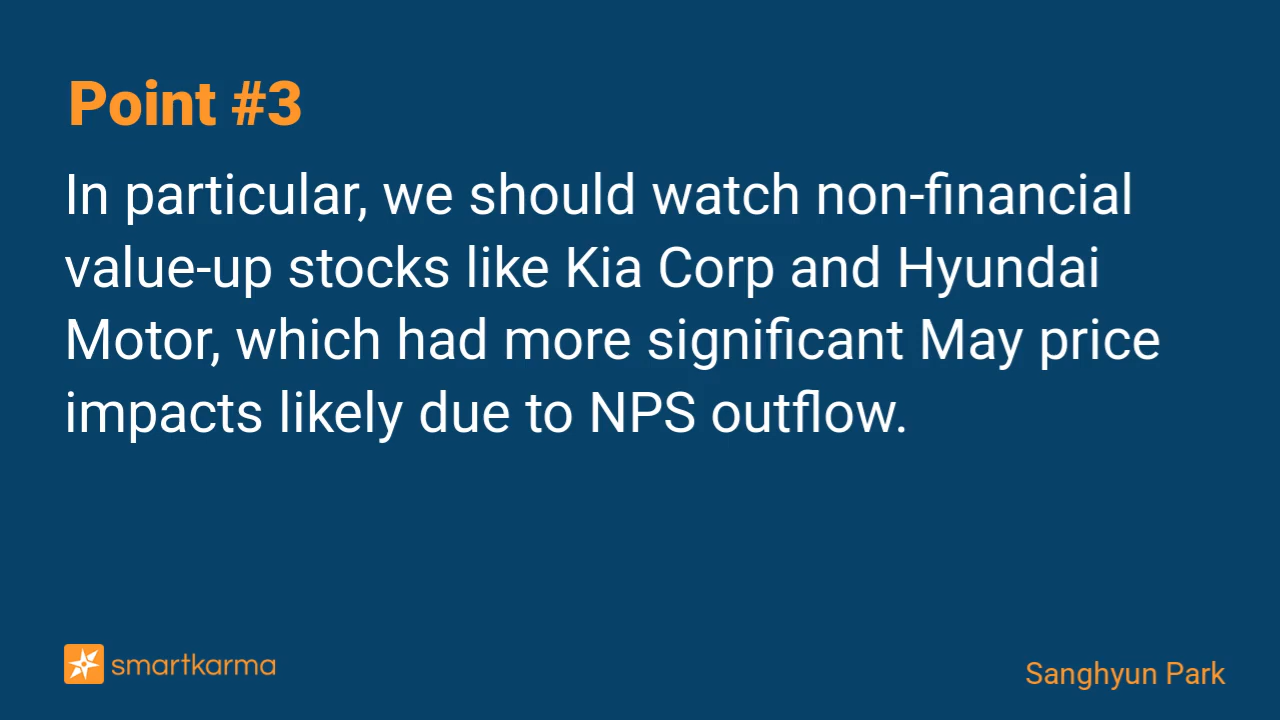 Point #3
In particular, we should watch non-financial
value-up stocks like Kia Corp and Hyundai
Motor, which had more significant May price
impacts likely due to NPS outflow.
smartkarma
Sanghyun Park